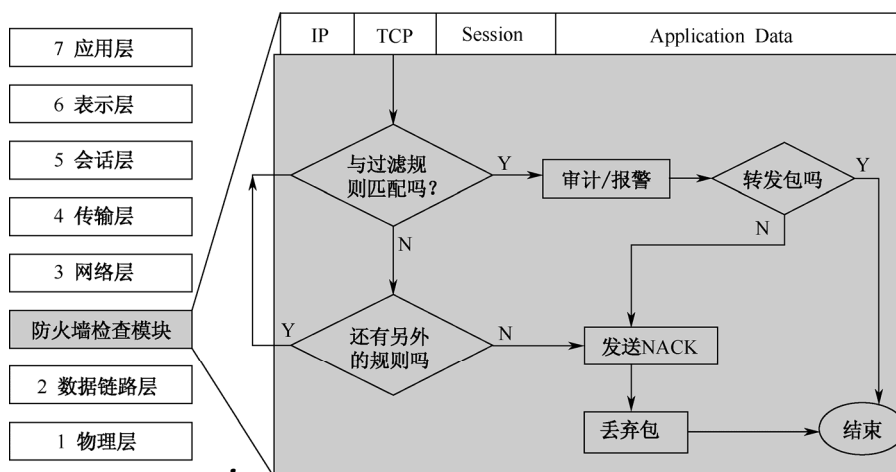 7 应用层
6 表示层
5 会话层
4 传输层
3 网络层
防火墙检查模块
2 数据链路层
1 物理层
IP
TCP
Session
Application Data
与过滤规
则匹配吗?
Y
审计/报警
转发包吗
Y
N
N
还有另外
的规则吗
Y
N
发送NACK
丢弃包
结束